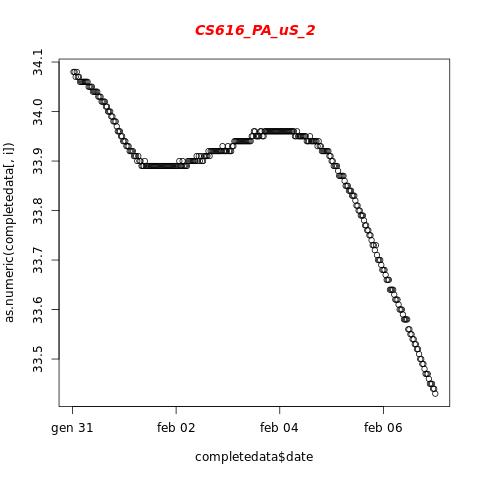 CS616_PA_uS_2
34.1
34.0
33.9
33.8
33.7
33.6
33.5
as.numeric(completedata[, i])
gen 31
feb 02
feb 04
feb 06
completedata$date